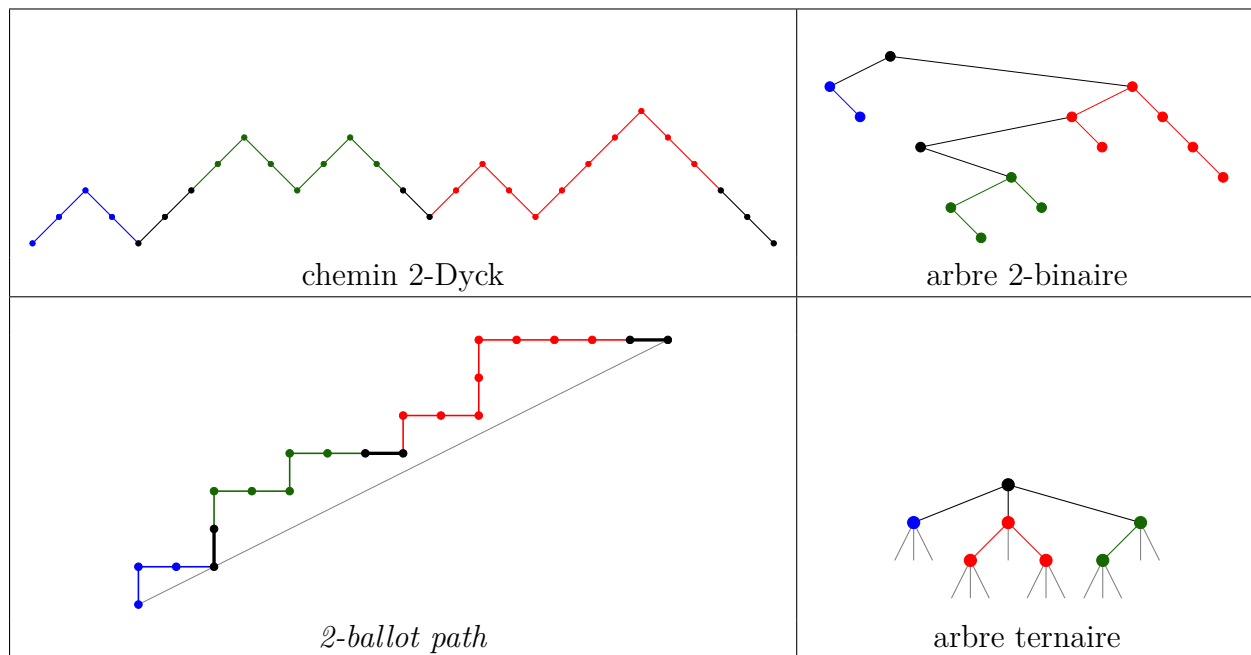 chemin 2-Dyck
arbre 2-binaire
2-ballot path
arbre ternaire